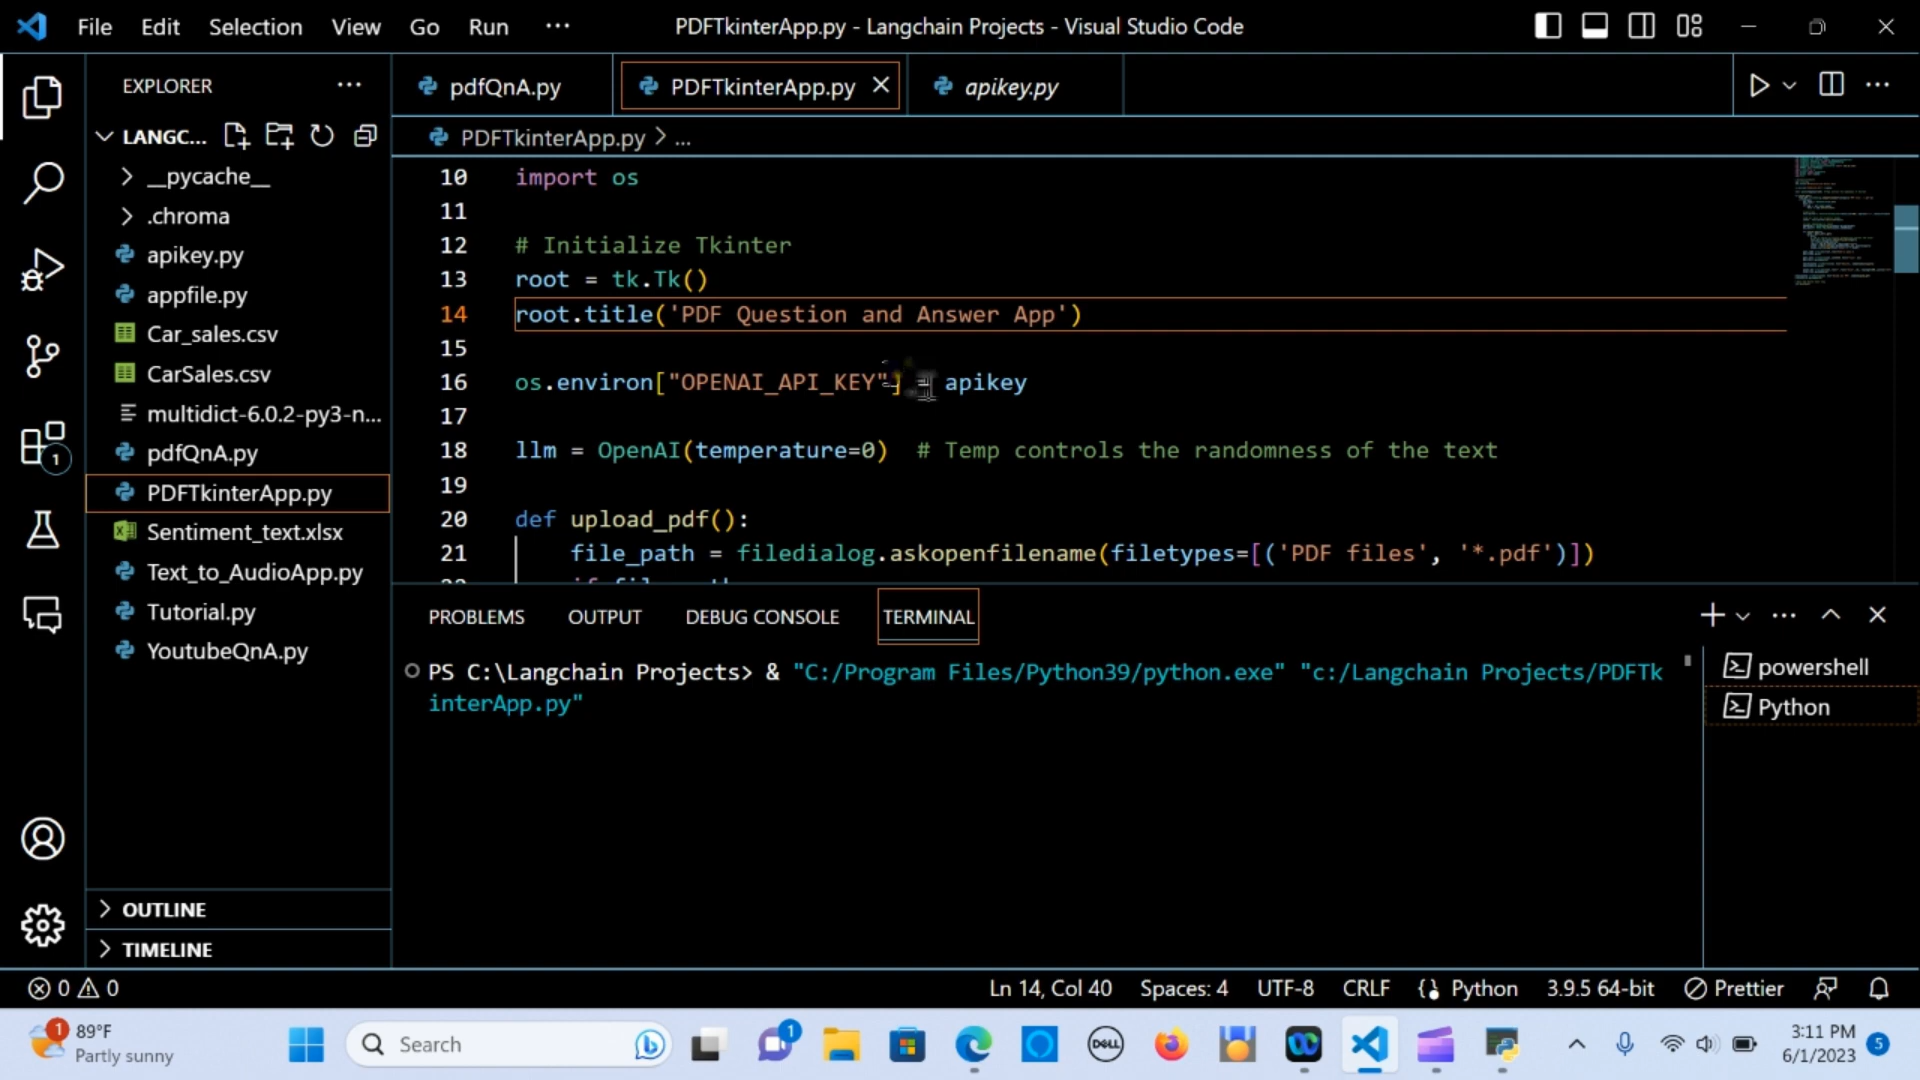 File Edit Selection View Go Run ... PDFTkinterApp.py - Langchain Projects - Visual Studio Code
EXPLORER
LANGC...
__pycache__
.chroma
apikey.py
appfile.py
Car_sales.csv
CarSales.csv
multidict-6.0.2-py3-n...
pdfQnA.py
PDFTkinterApp.py
Sentiment_text.xlsx
Text_to_AudioApp.py
Tutorial.py
YoutubeQnA.py
OUTLINE
TIMELINE
1
pdfQnA.py PDFTkinterApp.py apikey.py
PDFTkinterApp.py > ...
10 import os
11
12 # Initialize Tkinter
13 root = tk.Tk()
14 root.title('PDF Question and Answer App')
15
16 os.environ["OPENAI_API_KEY"] = apikey
17
18 llm = OpenAI(temperature=0)  # Temp controls the randomness of the text
19
20 def upload_pdf():
21 file_path = filedialog.askopenfilename(filetypes=[('PDF files', '*.pdf')])
PROBLEMS OUTPUT DEBUG CONSOLE TERMINAL
PS C:\Langchain Projects> & "C:/Program Files/Python39/python.exe" "c:/Langchain Projects/PDFTk
interApp.py"
powershell
Python
0 0 Ln 14, Col 40 Spaces: 4 UTF-8 CRLF Python 3.9.5 64-bit Prettier
1 89°F
Partly sunny
Search
1
DELL
3:11 PM
6/1/2023
5